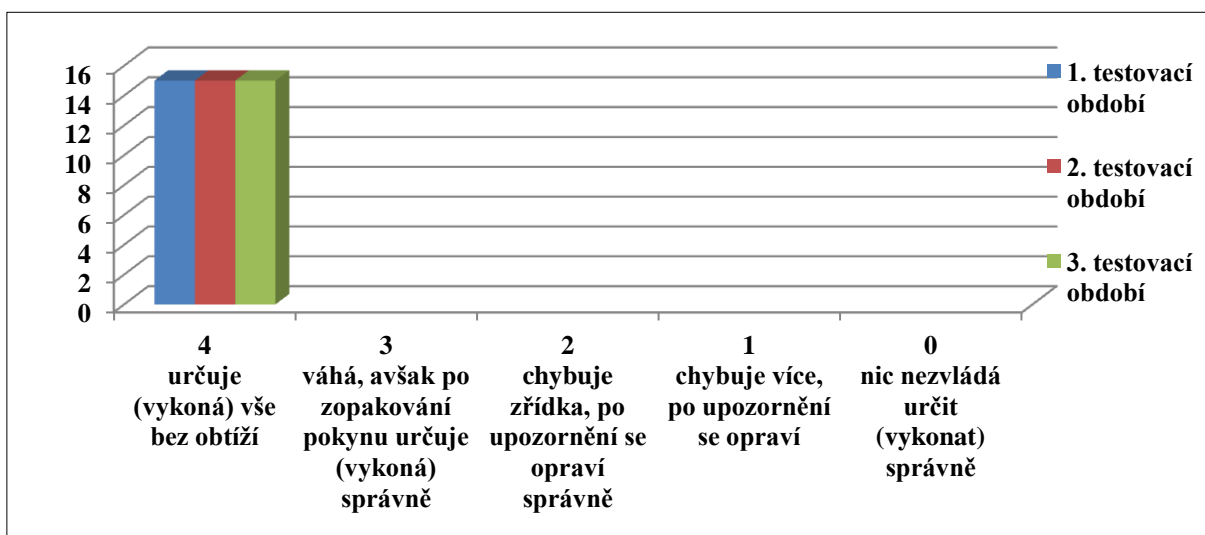 16
14
12
10
8
6
4
2
0
1. testovací
období
2. testovací
období
3. testovací
období
4
určuje
(vykoná) vše
bez obtíží
3
váhá, avšak po
zopakování
pokynu určuje
(vykoná)
správně
2
chybuje
zřídka, po
upozornění se
opraví
správně
1
chybuje více,
po upozornění
se opraví
0
nic nezvládá
určit
(vykonat)
správně